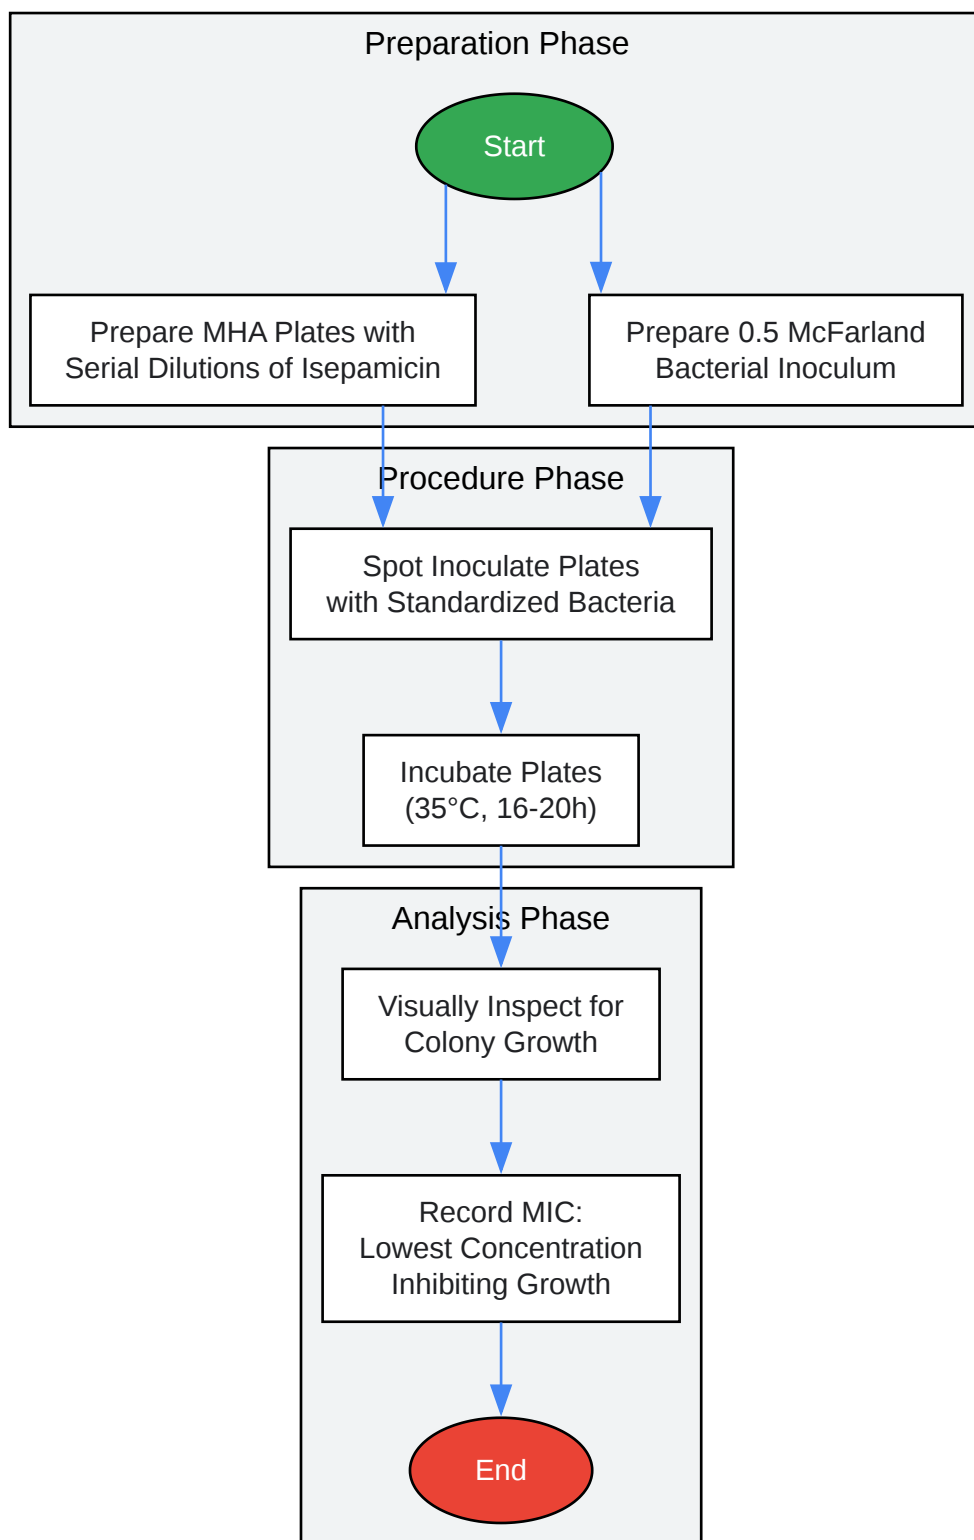 Preparation Phase
Start
Prepare MHA Plates with
Serial Dilutions of Isepamicin
Prepare 0.5 McFarland
Bacterial Inoculum
Procedure Phase
Spot Inoculate Plates
with Standardized Bacteria
Incubate Plates
(35°C, 16-20h)
Analysis Phase
Visually Inspect for
Colony Growth
Record MIC:
Lowest Concentration
Inhibiting Growth
End